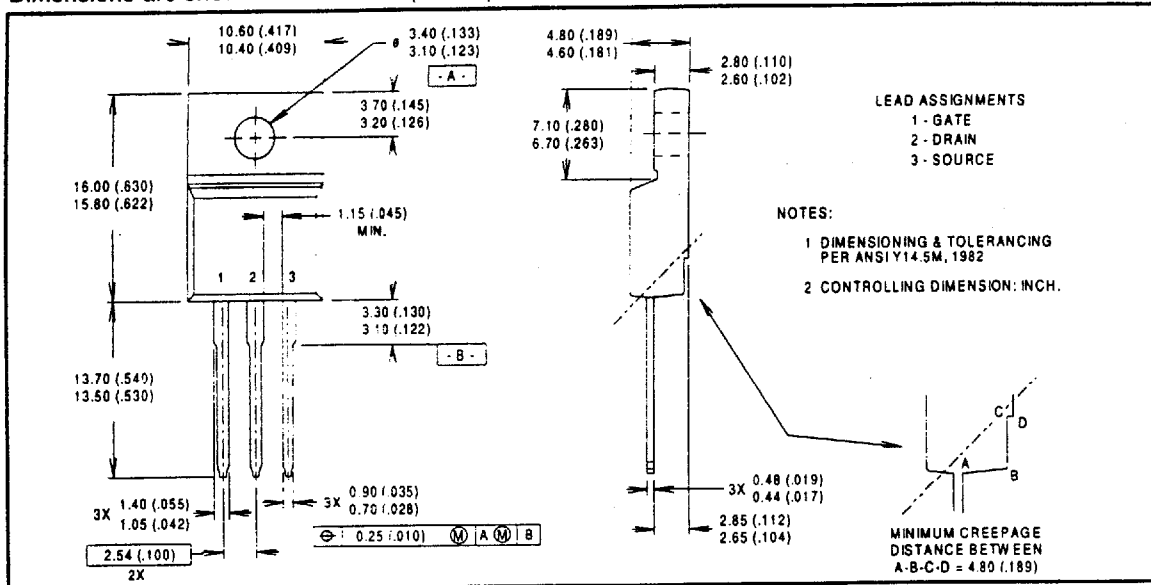 10.60 (.417)
10.40 (.409)
ø 3.40 (.133)
3.10 (.123)
- A -
3.70 (.145)
3.20 (.126)
16.00 (.630)
15.80 (.622)
1.15 (.045)
MIN.
1 2 3
3.30 (.130)
3.10 (.122)
- B -
13.70 (.540)
13.50 (.530)
3X 1.40 (.055)
1.05 (.042)
3X 0.90 (.035)
0.70 (.028)
⌖ 0.25 (.010) Ⓜ A Ⓜ B
2.54 (.100)
2X
4.80 (.189)
4.60 (.181)
2.80 (.110)
2.60 (.102)
7.10 (.280)
6.70 (.263)
3X 0.48 (.019)
0.44 (.017)
2.85 (.112)
2.65 (.104)
LEAD ASSIGNMENTS
1 - GATE
2 - DRAIN
3 - SOURCE
NOTES:
1 DIMENSIONING & TOLERANCING
PER ANSI Y14.5M, 1982
2 CONTROLLING DIMENSION: INCH.
C
D
A
B
MINIMUM CREEPAGE
DISTANCE BETWEEN
A-B-C-D = 4.80 (.189)